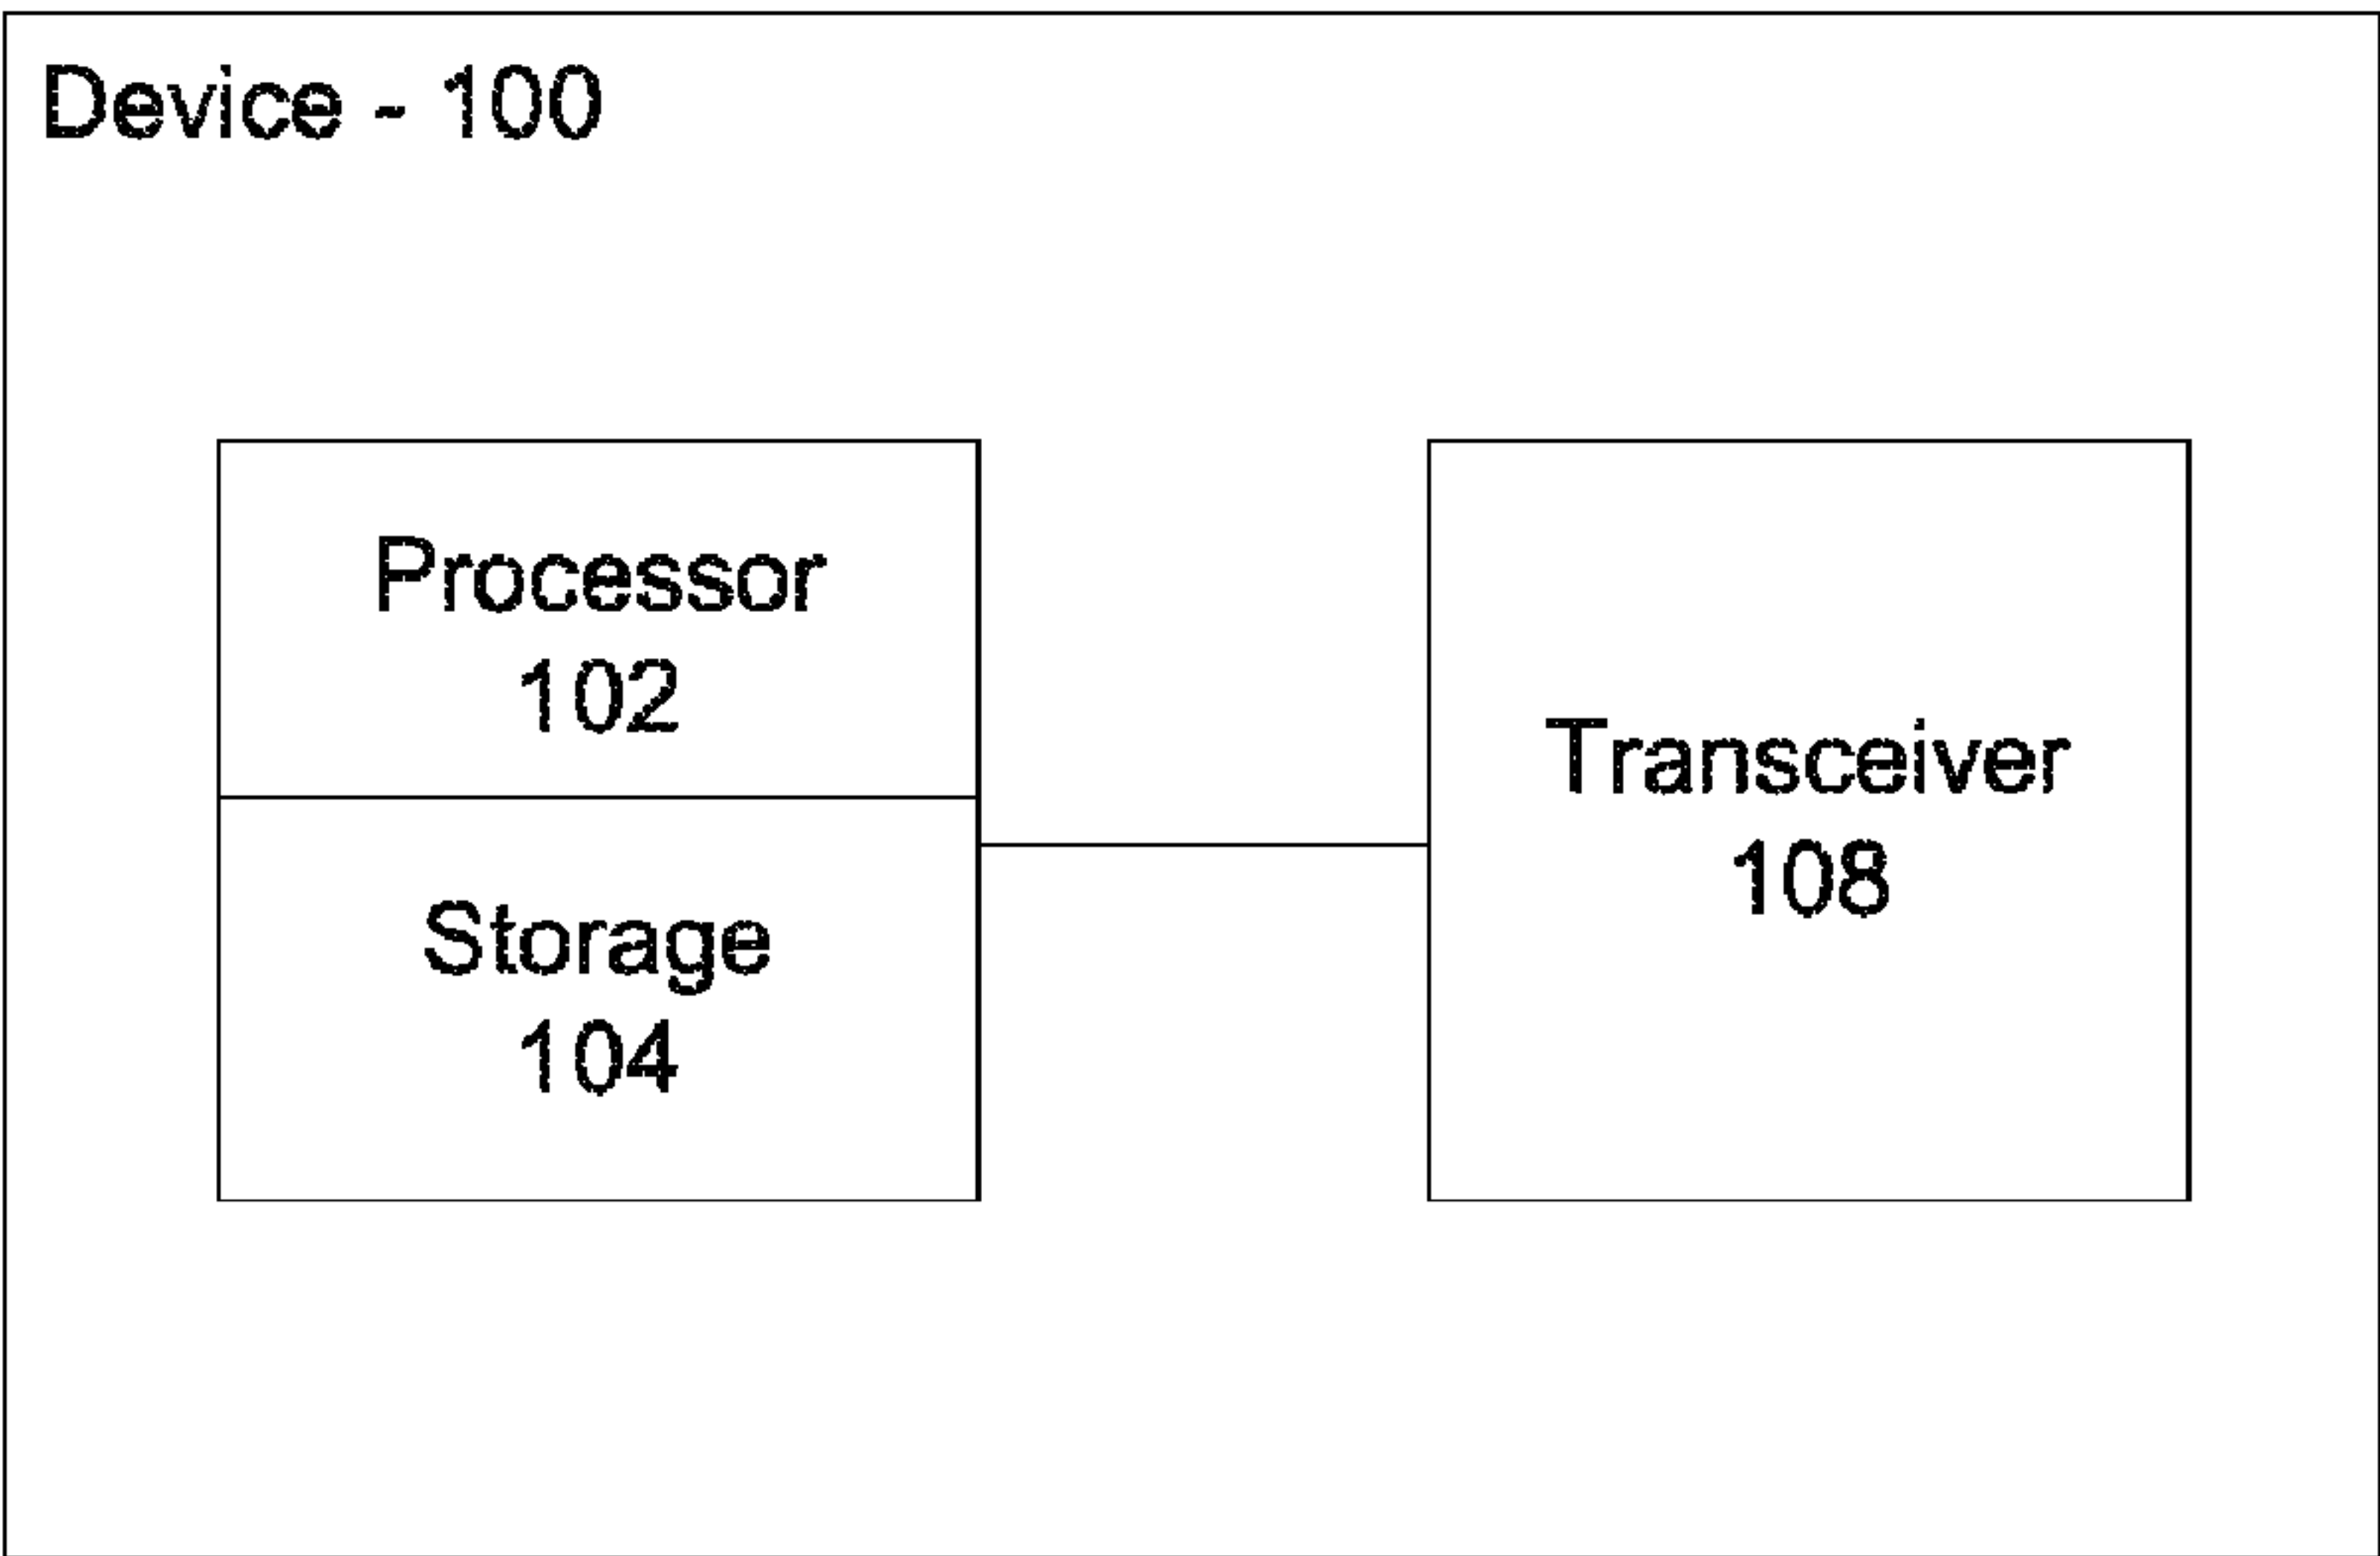 Device - 100
Processor
102
Storage
104
Transceiver
108